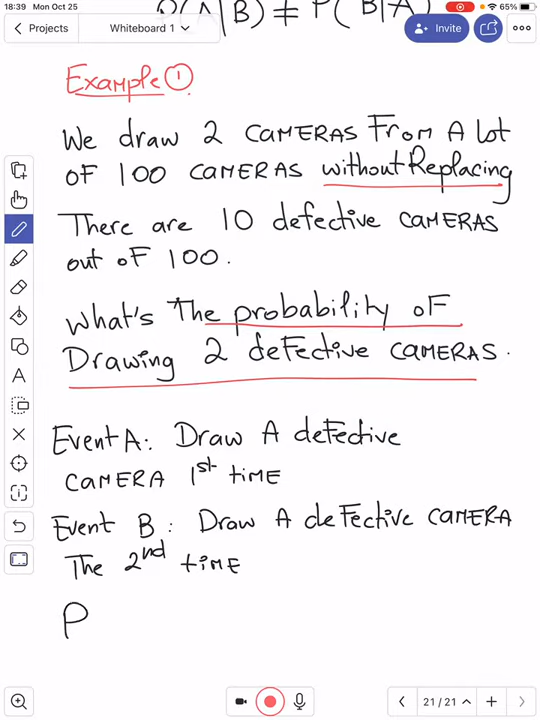 18:39 Mon Oct 25
65%
Projects
Whiteboard 1
Invite
P(A|B) ≠ P(B|A)
Example ①
We draw 2 CAMERAS From A lot
OF 100 CAMERAS without Replacing
There are 10 defective CAMERAS
out oF 100.
What's The probability oF
Drawing 2 deFective CAMERAS.
Event A: Draw A deFective
CAMERA 1st time
Event B: Draw A deFective CAMERA
The 2nd time
P
A
21/21